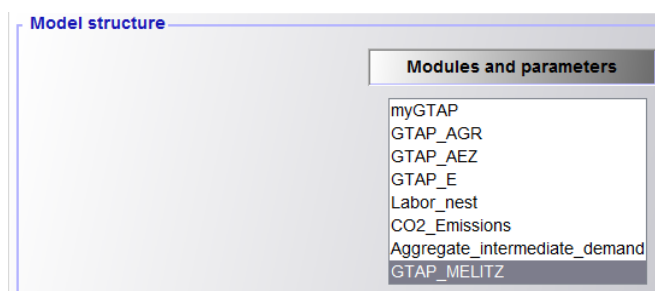 Model structure
Modules and parameters
myGTAP
GTAP_AGR
GTAP_AEZ
GTAP_E
Labor_nest
CO2_Emissions
Aggregate_intermediate_demand
GTAP_MELITZ